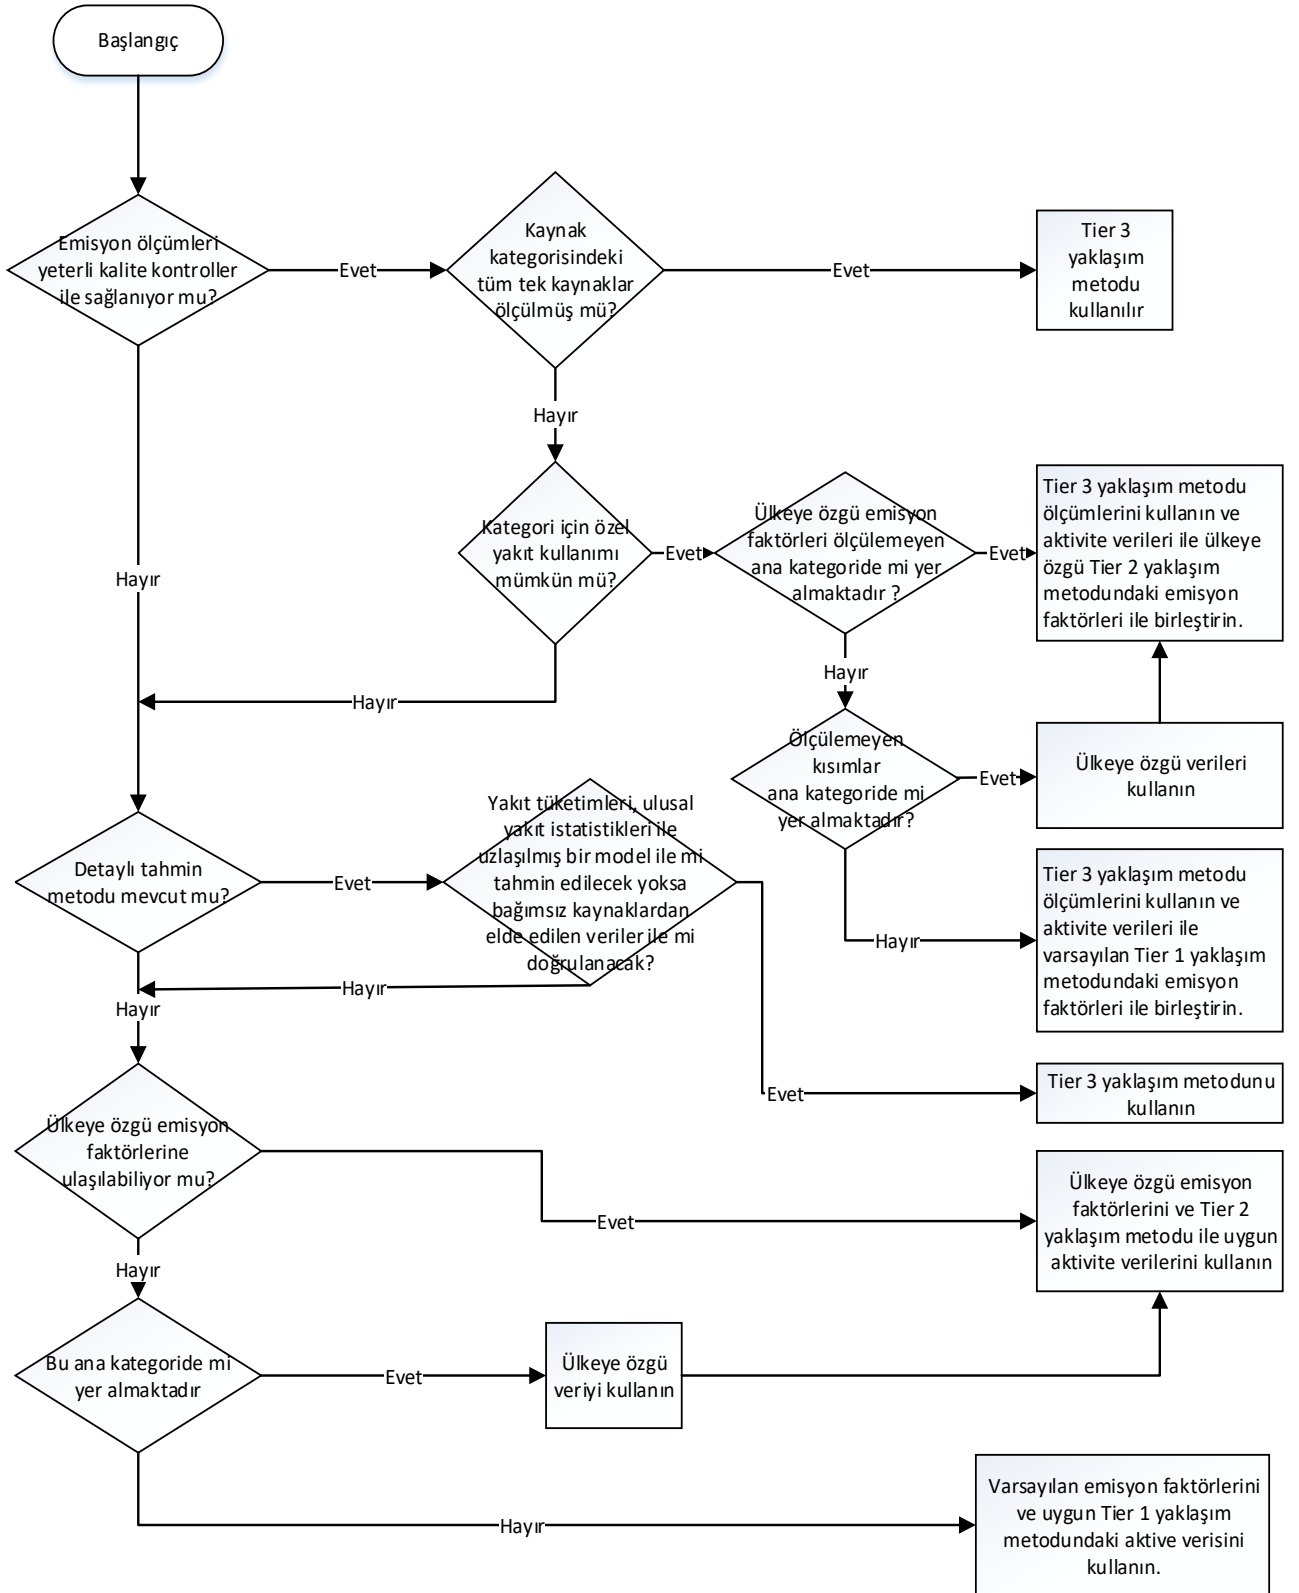 Başlangıç
Emisyon ölçümleri
yeterli kalite kontroller
ile sağlanıyor mu?
Evet
Kaynak
kategorisindeki
tüm tek kaynaklar
ölçülmüş mü?
Evet
Tier 3
yaklaşım
metodu
kullanılır
Hayır
Hayır
Kategori için özel
yakıt kullanımı
mümkün mü?
Evet
Ülkeye özgü emisyon
faktörleri ölçülemeyen
ana kategoride mi yer
almaktadır ?
Evet
Tier 3 yaklaşım metodu
ölçümlerini kullanın ve
aktivite verileri ile ülkeye
özgü Tier 2 yaklaşım
metodundaki emisyon
faktörleri ile birleştirin.
Hayır
Hayır
Ölçülemeyen
kısımlar
ana kategoride mi
yer almaktadır?
Evet
Ülkeye özgü verileri
kullanın
Hayır
Tier 3 yaklaşım metodu
ölçümlerini kullanın ve
aktivite verileri ile
varsayılan Tier 1 yaklaşım
metodundaki emisyon
faktörleri ile birleştirin.
Detaylı tahmin
metodu mevcut mu?
Evet
Yakıt tüketimleri, ulusal
yakıt istatistikleri ile
uzlaşılmış bir model ile mi
tahmin edilecek yoksa
bağımsız kaynaklardan
elde edilen veriler ile mi
doğrulanacak?
Hayır
Hayır
Evet
Tier 3 yaklaşım metodunu
kullanın
Ülkeye özgü emisyon
faktörlerine
ulaşılabiliyor mu?
Evet
Ülkeye özgü emisyon
faktörlerini ve Tier 2
yaklaşım metodu ile uygun
aktivite verilerini kullanın
Hayır
Bu ana kategoride mi
yer almaktadır
Evet
Ülkeye özgü
veriyi kullanın
Hayır
Varsayılan emisyon faktörlerini
ve uygun Tier 1 yaklaşım
metodundaki aktive verisini
kullanın.